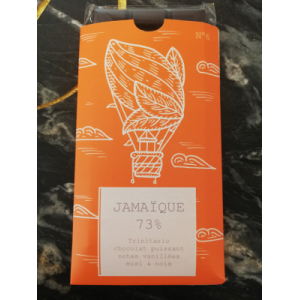 N°6
JAMAÏQUE
73%
Trinitario
chocolat puissant
notes vanillées
miel & noix